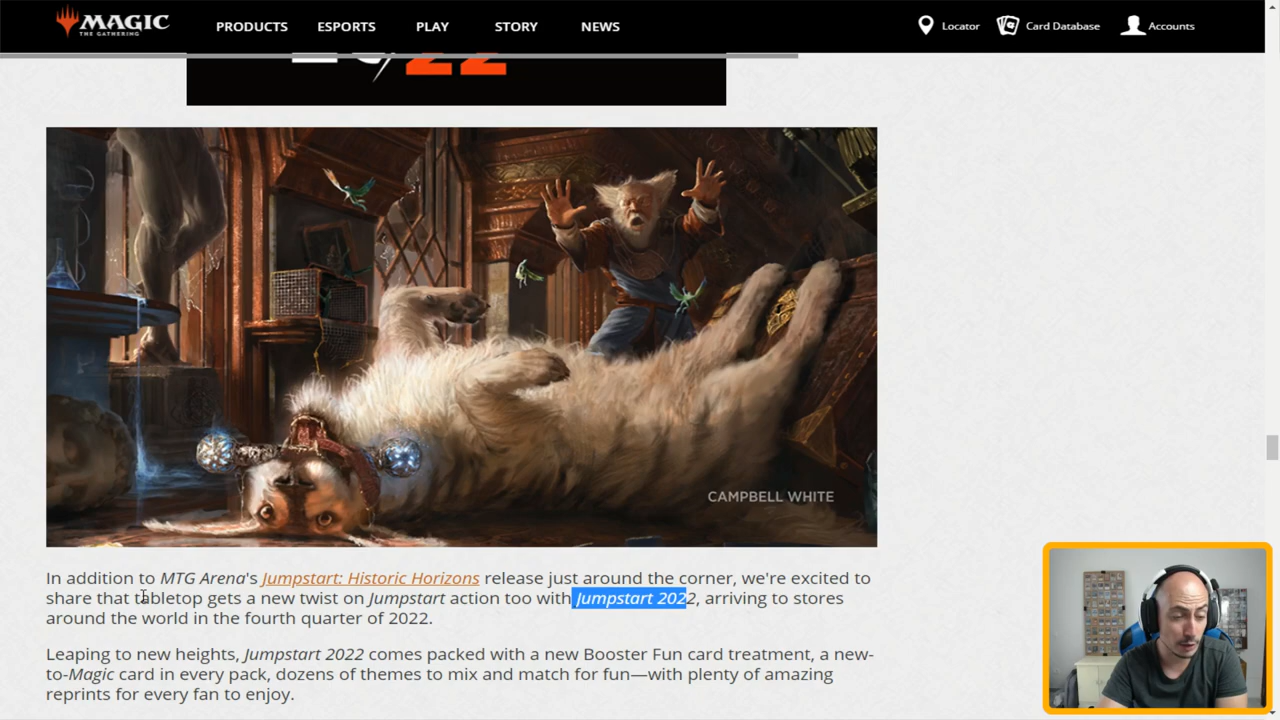 MAGIC
THE GATHERING
PRODUCTS ESPORTS PLAY STORY NEWS Locator Card Database Accounts
22
CAMPBELL WHITE
In addition to MTG Arena's Jumpstart: Historic Horizons release just around the corner, we're excited to
share that tabletop gets a new twist on Jumpstart action too with Jumpstart 2022, arriving to stores
around the world in the fourth quarter of 2022.
Leaping to new heights, Jumpstart 2022 comes packed with a new Booster Fun card treatment, a new-
to-Magic card in every pack, dozens of themes to mix and match for fun—with plenty of amazing
reprints for every fan to enjoy.